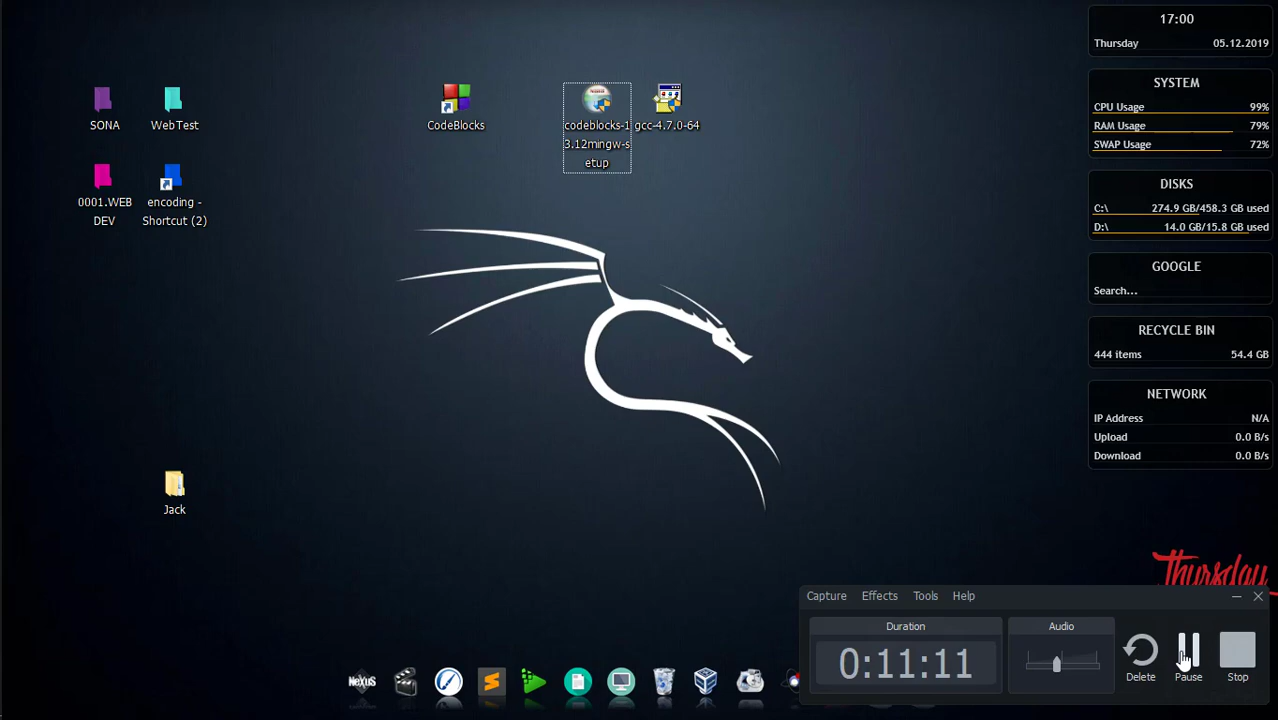 SONA
WebTest
0001.WEB
DEV
encoding -
Shortcut (2)
Jack
CodeBlocks
codeblocks-1
3.12mingw-s
etup
gcc-4.7.0-64
17:00
Thursday 05.12.2019
SYSTEM
CPU Usage 99%
RAM Usage 79%
SWAP Usage 72%
DISKS
C:\ 274.9 GB/458.3 GB used
D:\ 14.0 GB/15.8 GB used
GOOGLE
Search...
RECYCLE BIN
444 items 54.4 GB
NETWORK
IP Address N/A
Upload 0.0 B/s
Download 0.0 B/s
Thursday
Capture Effects Tools Help
Duration
0:11:11
Audio
Delete
Pause
Stop
NEXUS